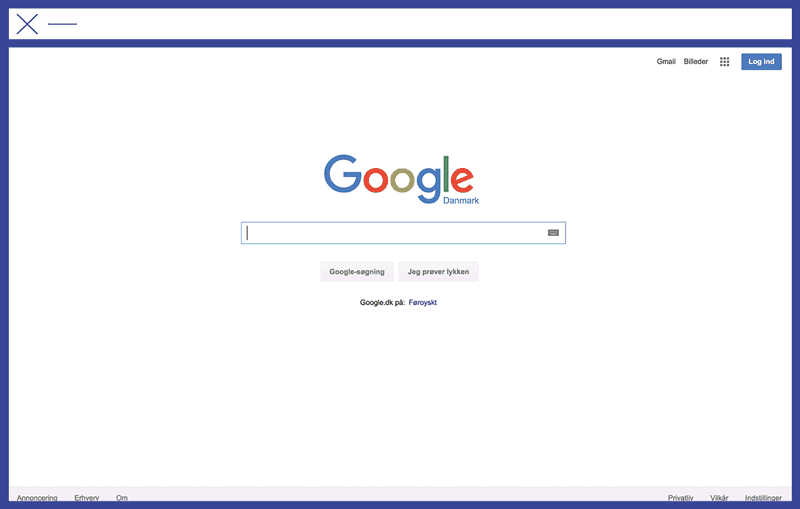 Gmail Billeder Log ind
Google
Danmark
Google-søgning Jeg prøver lykken
Google.dk på: Føroyskt
Annoncering Erhverv Om Privatliv Vilkår Indstillinger